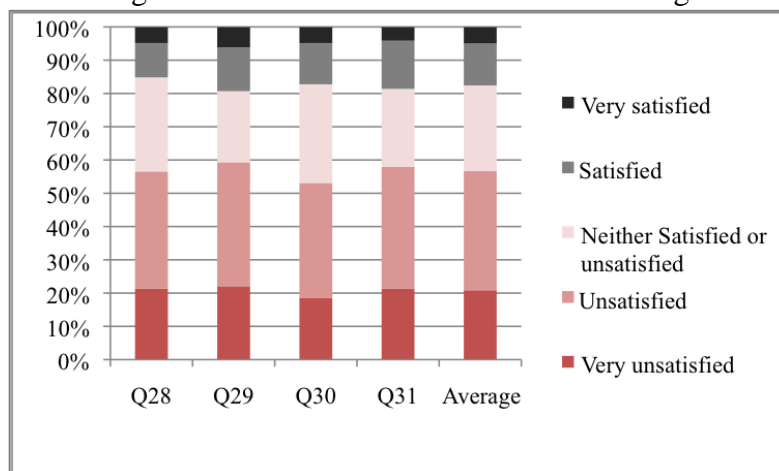 100%
90%
80%
70%
60%
50%
40%
30%
20%
10%
0%
Q28 Q29 Q30 Q31 Average
Very satisfied
Satisfied
Neither Satisfied or
unsatisfied
Unsatisfied
Very unsatisfied